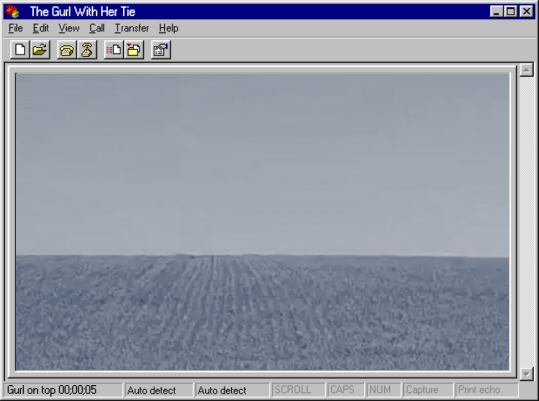 The Gurl With Her Tie
File Edit View Call Transfer Help
Gurl on top 00;00;05 Auto detect Auto detect SCROLL CAPS NUM Capture Print echo